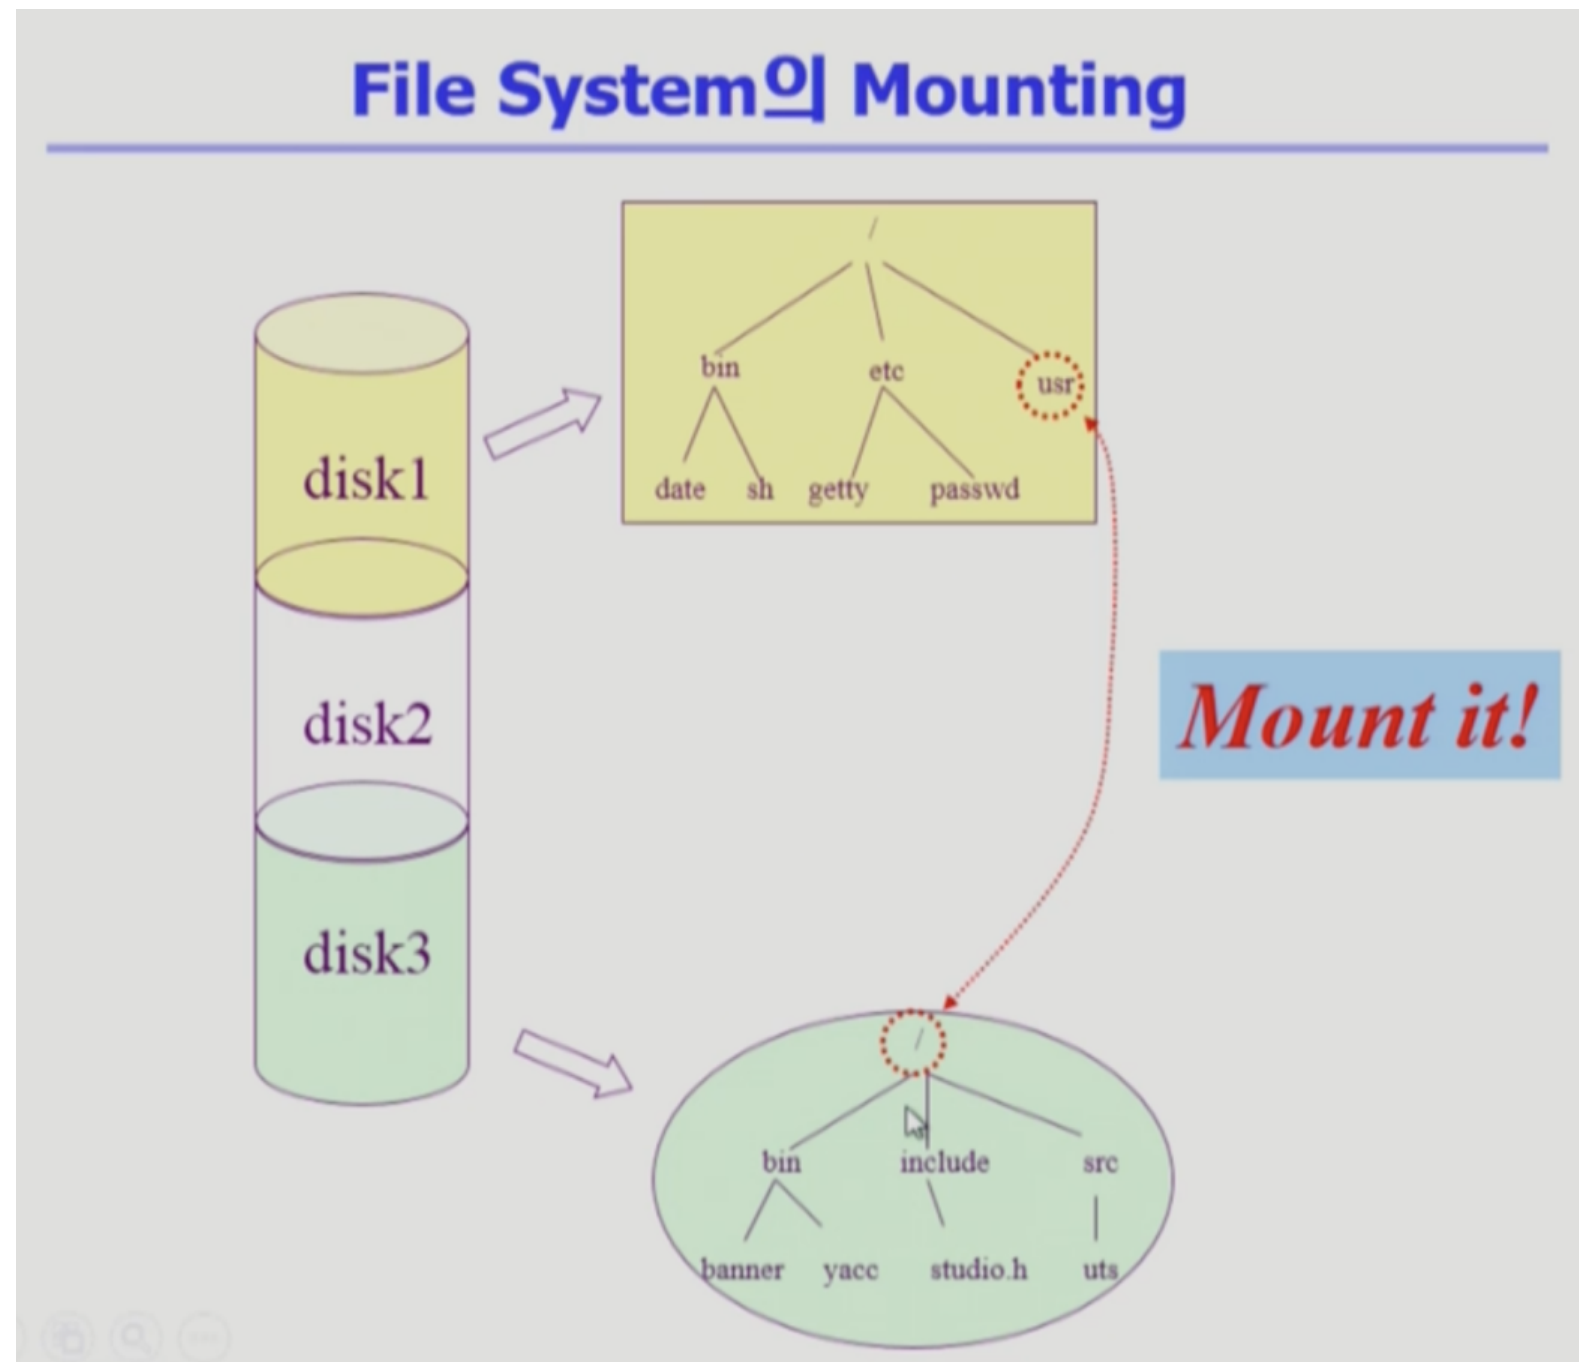 File System의 Mounting
/
bin etc usr
date sh getty passwd
disk1
disk2
disk3
Mount it!
/
bin include src
banner yacc studio.h uts